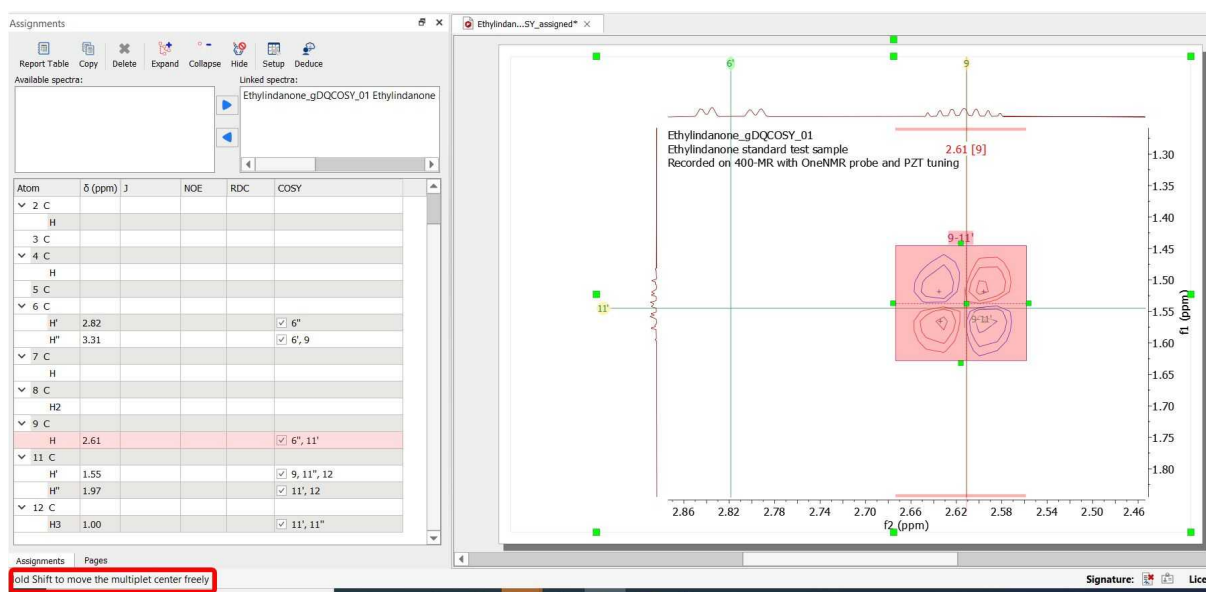 Assignments
Ethylindan...SY_assigned* ×
Report Table Copy Delete Expand Collapse Hide Setup Deduce
Available spectra: Linked spectra:
Ethylindanone_gDQCOSY_01 Ethylindanone
Atom δ (ppm) J NOE RDC COSY
2 C
H
3 C
4 C
H
5 C
6 C
H' 2.82 6"
H" 3.31 6', 9
7 C
H
8 C
H2
9 C
H 2.61 6", 11'
11 C
H' 1.55 9, 11", 12
H" 1.97 11', 12
12 C
H3 1.00 11', 11"
Assignments Pages
old Shift to move the multiplet center freely
6' 9
Ethylindanone_gDQCOSY_01
Ethylindanone standard test sample
2.61 [9]
Recorded on 400-MR with OneNMR probe and PZT tuning
9-11'
11'
9-11'
1.30
1.35
1.40
1.45
1.50
1.55
1.60
1.65
1.70
1.75
1.80
f1 (ppm)
2.86 2.82 2.78 2.74 2.70 2.66 2.62 2.58 2.54 2.50 2.46
f2 (ppm)
Signature: Lice